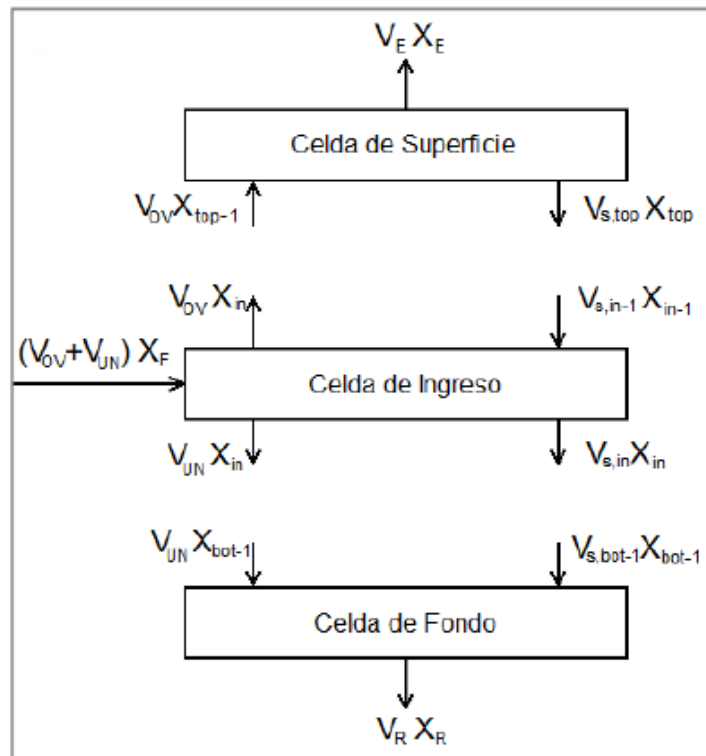 V_E X_E
Celda de Superficie
V_OV X_top-1
V_s,top X_top
V_OV X_in
V_s,in-1 X_in-1
(V_OV+V_UN) X_F
Celda de Ingreso
V_UN X_in
V_s,in X_in
V_UN X_bot-1
V_s,bot-1 X_bot-1
Celda de Fondo
V_R X_R